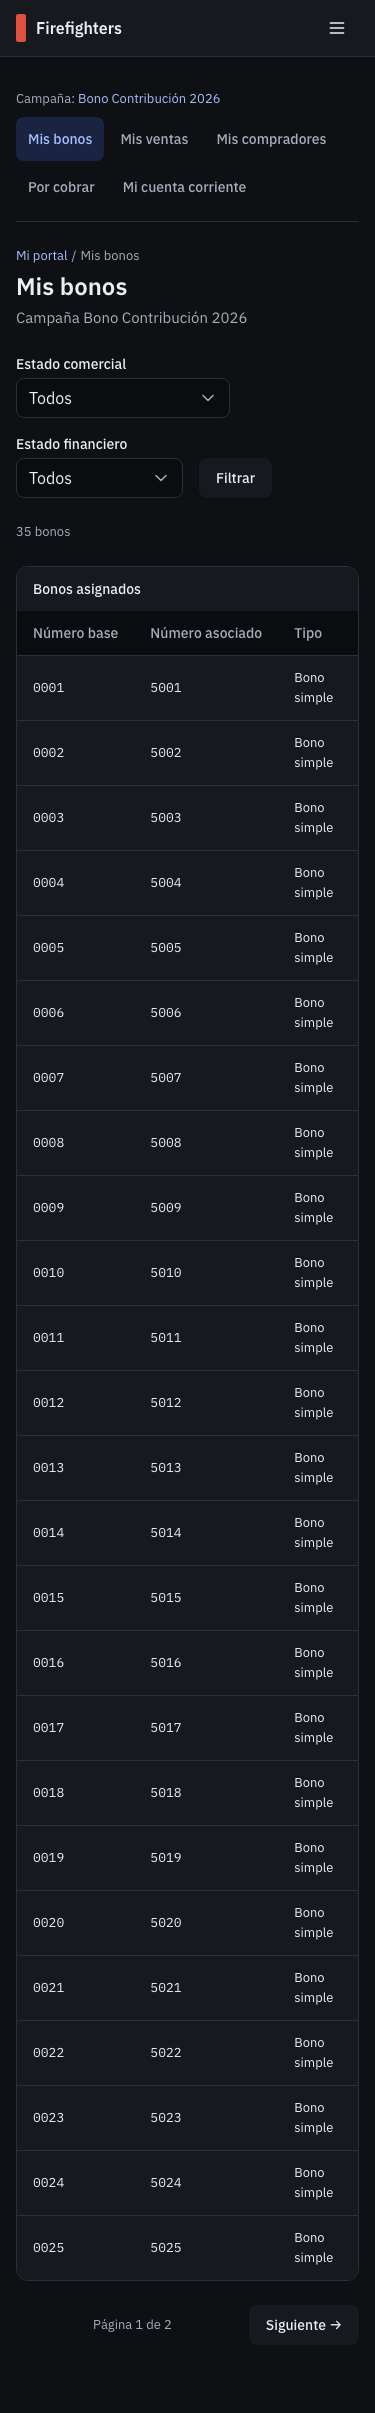 Firefighters
Campaña: Bono Contribución 2026
Mis bonos Mis ventas Mis compradores
Por cobrar Mi cuenta corriente
Mi portal / Mis bonos
Mis bonos
Campaña Bono Contribución 2026
Estado comercial
Todos
Estado financiero
Todos Filtrar
35 bonos
Bonos asignados
Número base Número asociado Tipo
0001 5001 Bono simple
0002 5002 Bono simple
0003 5003 Bono simple
0004 5004 Bono simple
0005 5005 Bono simple
0006 5006 Bono simple
0007 5007 Bono simple
0008 5008 Bono simple
0009 5009 Bono simple
0010 5010 Bono simple
0011 5011 Bono simple
0012 5012 Bono simple
0013 5013 Bono simple
0014 5014 Bono simple
0015 5015 Bono simple
0016 5016 Bono simple
0017 5017 Bono simple
0018 5018 Bono simple
0019 5019 Bono simple
0020 5020 Bono simple
0021 5021 Bono simple
0022 5022 Bono simple
0023 5023 Bono simple
0024 5024 Bono simple
0025 5025 Bono simple
Página 1 de 2 Siguiente →